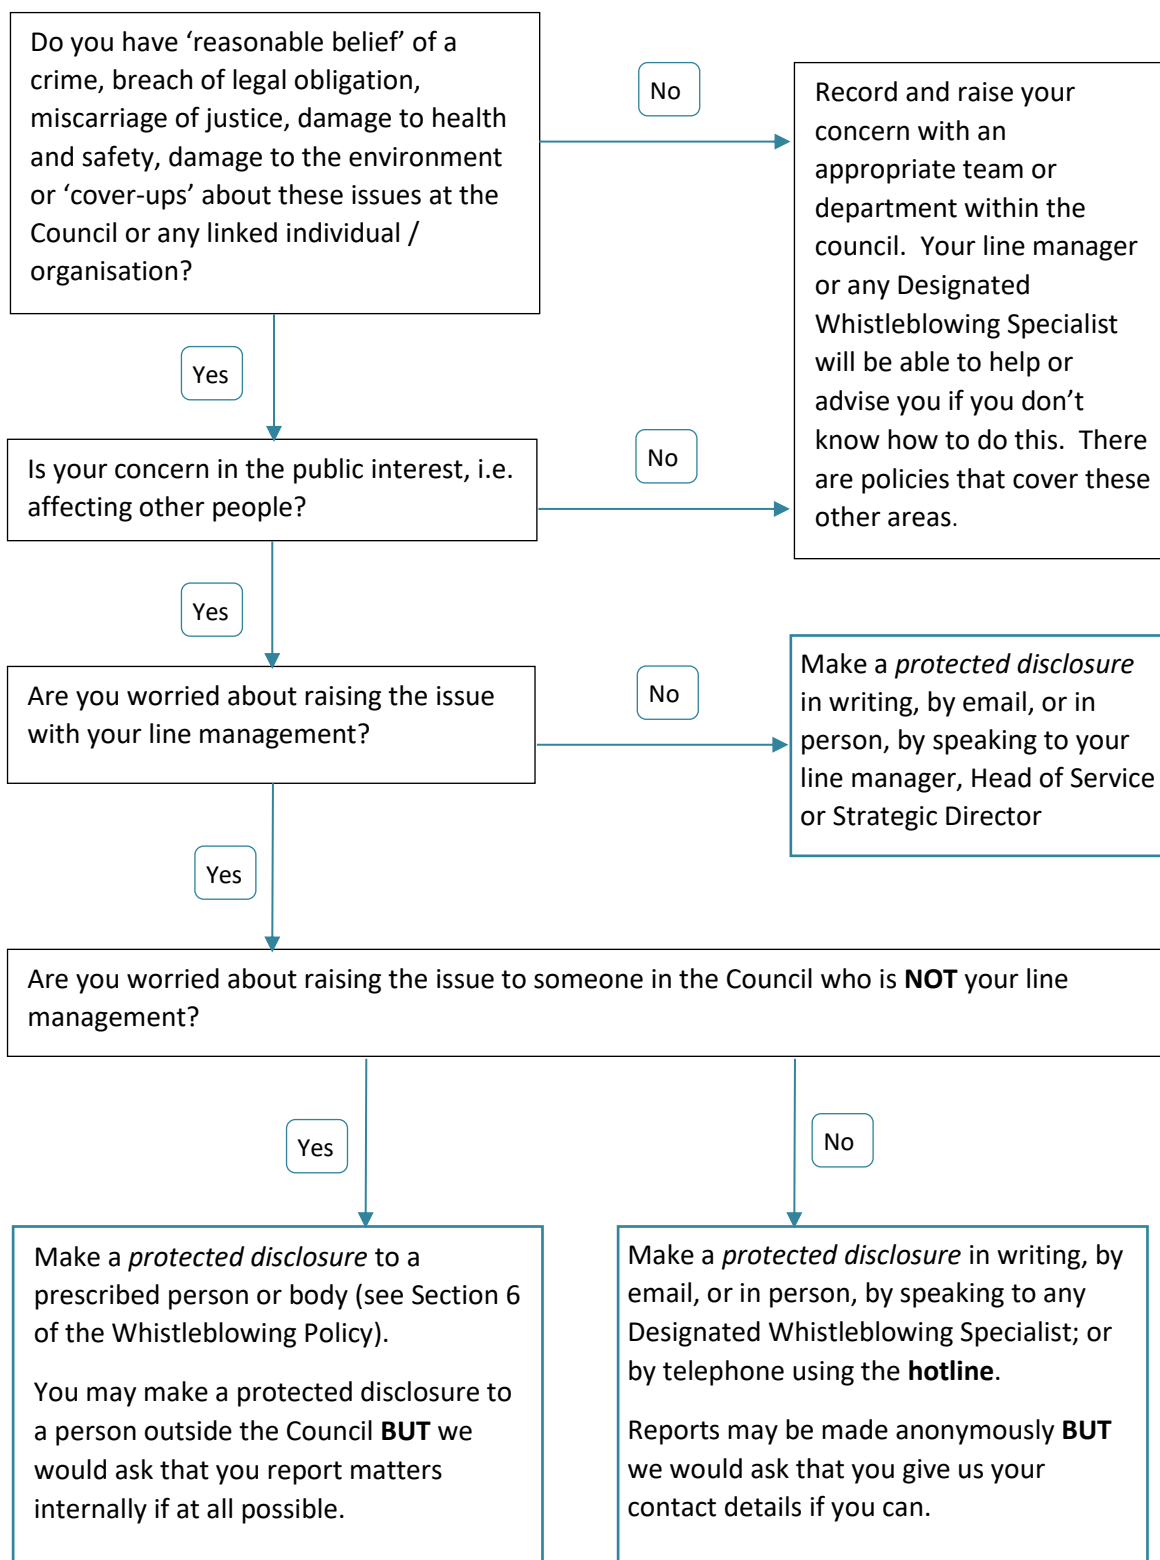 Do you have ‘reasonable belief’ of a
crime, breach of legal obligation,
miscarriage of justice, damage to health
and safety, damage to the environment
or ‘cover-ups’ about these issues at the
Council or any linked individual /
organisation?
No
Record and raise your
concern with an
appropriate team or
department within the
council.  Your line manager
or any Designated
Whistleblowing Specialist
will be able to help or
advise you if you don’t
know how to do this.  There
are policies that cover these
other areas.
Yes
Is your concern in the public interest, i.e.
affecting other people?
No
Yes
Are you worried about raising the issue
with your line management?
No
Make a protected disclosure
in writing, by email, or in
person, by speaking to your
line manager, Head of Service
or Strategic Director
Yes
Are you worried about raising the issue to someone in the Council who is NOT your line
management?
Yes
No
Make a protected disclosure to a
prescribed person or body (see Section 6
of the Whistleblowing Policy).
You may make a protected disclosure to
a person outside the Council BUT we
would ask that you report matters
internally if at all possible.
Make a protected disclosure in writing, by
email, or in person, by speaking to any
Designated Whistleblowing Specialist; or
by telephone using the hotline.
Reports may be made anonymously BUT
we would ask that you give us your
contact details if you can.